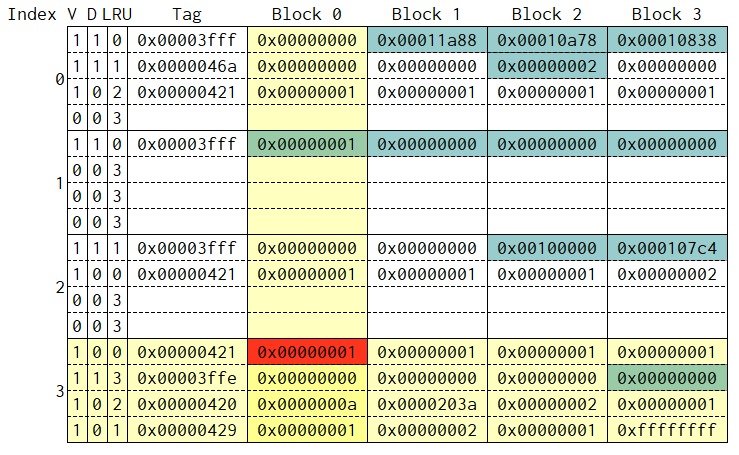 Index V D LRU Tag Block 0 Block 1 Block 2 Block 3
0
1 1 0 0x00003fff 0x00000000 0x00011a88 0x00010a78 0x00010838
1 1 1 0x0000046a 0x00000000 0x00000000 0x00000002 0x00000000
1 0 2 0x00000421 0x00000001 0x00000001 0x00000001 0x00000001
0 0 3
1
1 1 0 0x00003fff 0x00000001 0x00000000 0x00000000 0x00000000
0 0 3
0 0 3
0 0 3
2
1 1 1 0x00003fff 0x00000000 0x00000000 0x00100000 0x000107c4
1 0 0 0x00000421 0x00000001 0x00000001 0x00000001 0x00000002
0 0 3
0 0 3
3
1 0 0 0x00000421 0x00000001 0x00000001 0x00000001 0x00000001
1 1 3 0x00003ffe 0x00000000 0x00000000 0x00000000 0x00000000
1 0 2 0x00000420 0x0000000a 0x0000203a 0x00000002 0x00000001
1 0 1 0x00000429 0x00000001 0x00000002 0x00000001 0xffffffff